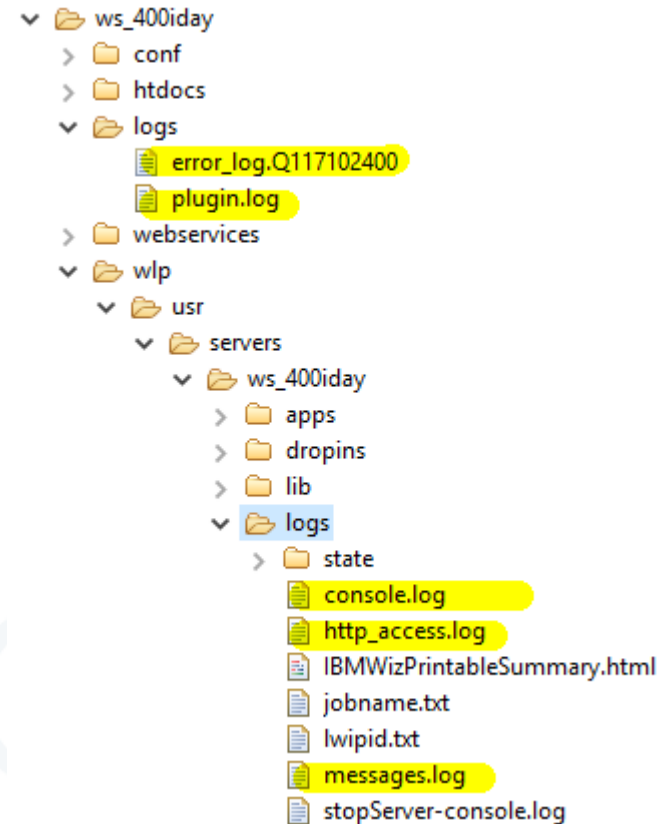 ws_400iday
conf
htdocs
logs
error_log.Q117102400
plugin.log
webservices
wlp
usr
servers
ws_400iday
apps
dropins
lib
logs
state
console.log
http_access.log
IBMWizPrintableSummary.html
jobname.txt
lwipid.txt
messages.log
stopServer-console.log